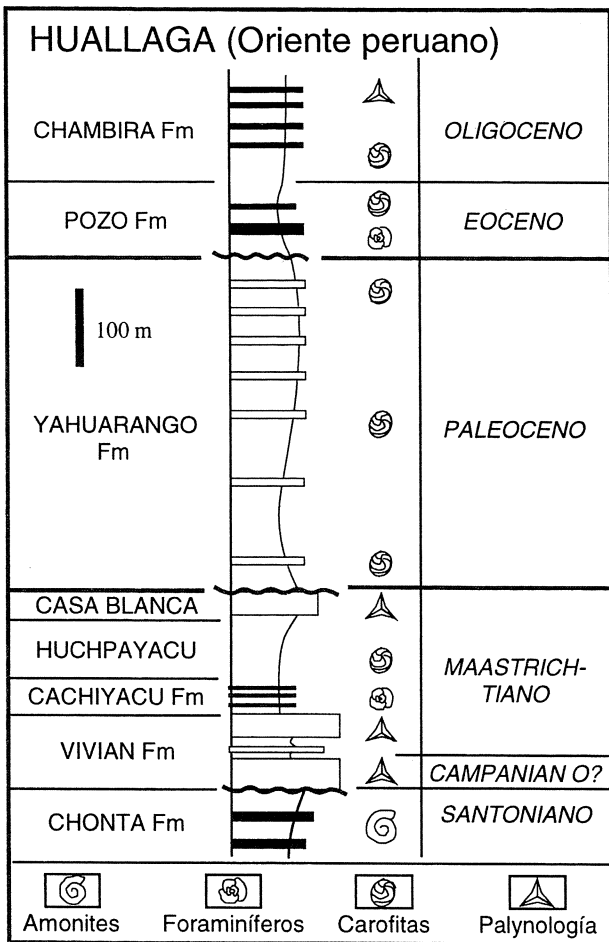 HUALLAGA (Oriente peruano)
CHAMBIRA Fm
OLIGOCENO
POZO Fm
EOCENO
100 m
YAHUARANGO
Fm
PALEOCENO
CASA BLANCA
HUCHPAYACU
MAASTRICH-
TIANO
CACHIYACU Fm
VIVIAN Fm
CAMPANIAN O?
CHONTA Fm
SANTONIANO
Amonites
Foraminíferos
Carofitas
Palynología